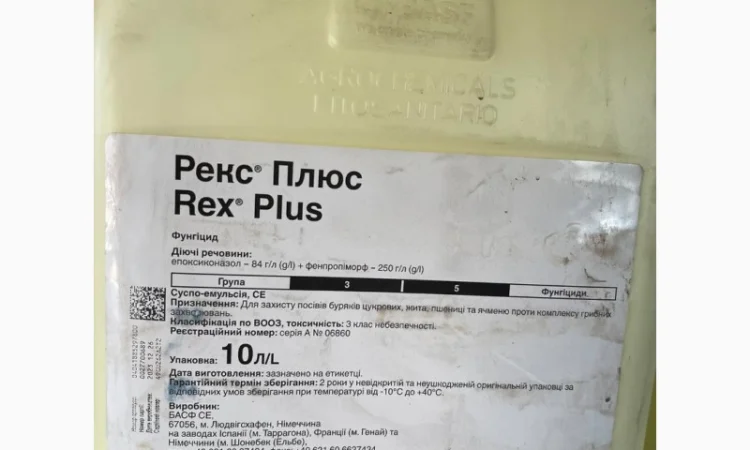 AGROCHEMICALS
FITOSANITARIO
Рекс® Плюс
Rex® Plus
Фунгіцид
Діючі речовини:
епоксиконазол – 84 г/л (g/l) + фенпропіморф – 250 г/л (g/l)
Група 3 5 Фунгіциди
Суспо-емульсія, СЕ
Призначення: Для захисту посівів буряків цукрових, жита, пшениці та ячменю проти комплексу грибних
захворювань.
Класифікація по ВООЗ, токсичність: 3 клас небезпечності.
Реєстраційний номер: серія А № 06860
Упаковка: 10 л/L
Дата виготовлення: зазначено на етикетці.
Гарантійний термін зберігання: 2 роки у невідкритій та неушкодженій оригінальній упаковці за
відповідних умов зберігання при температурі від -10°C до +40°C.
Виробник:
БАСФ СЕ,
67056, м. Людвігсхафен, Німеччина
на заводах Іспанії (м. Таррагона), Франції (м. Генай) та
Німеччини (м. Шонебек (Ельбе),